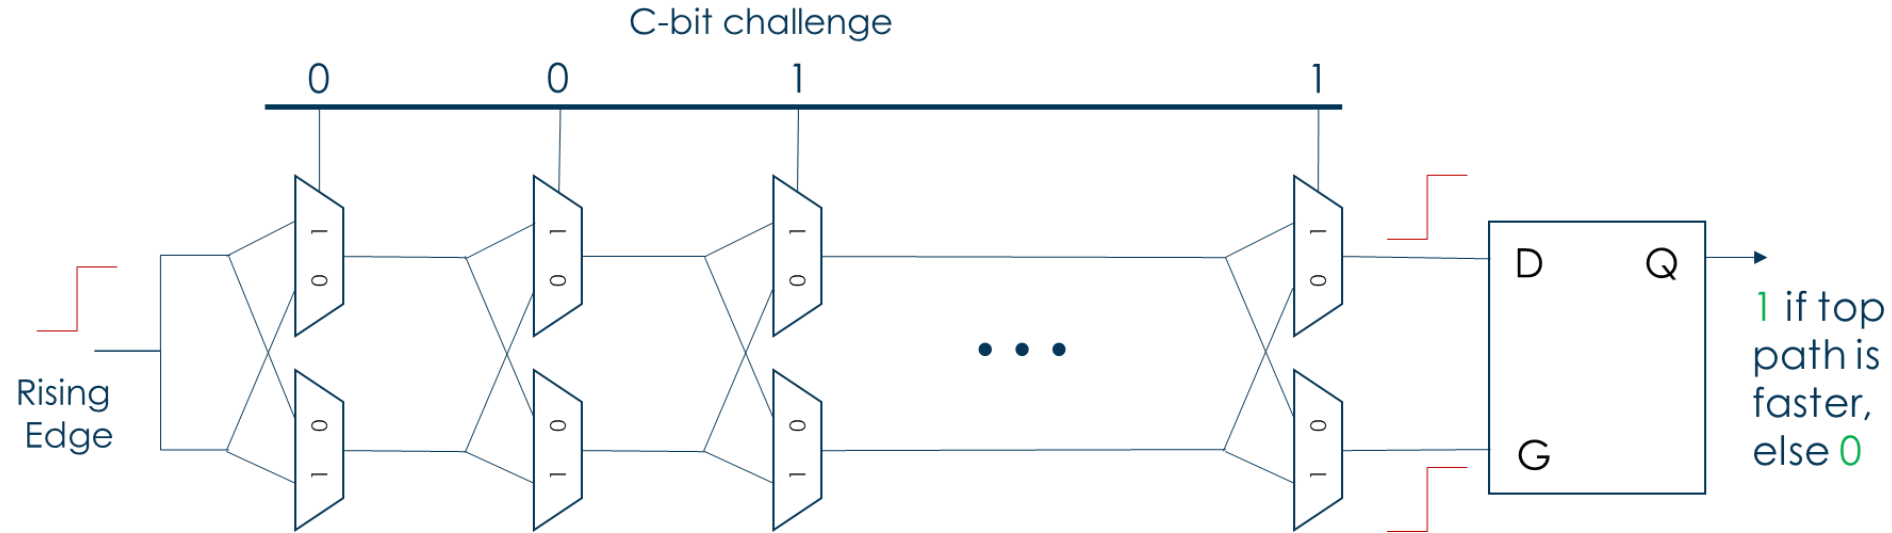 C-bit challenge
0 0 1 1
1 1 1 1
0 0 0 0
D Q
Rising
Edge
0 0 0 0
1 1 1 1
G
1 if top
path is
faster,
else 0